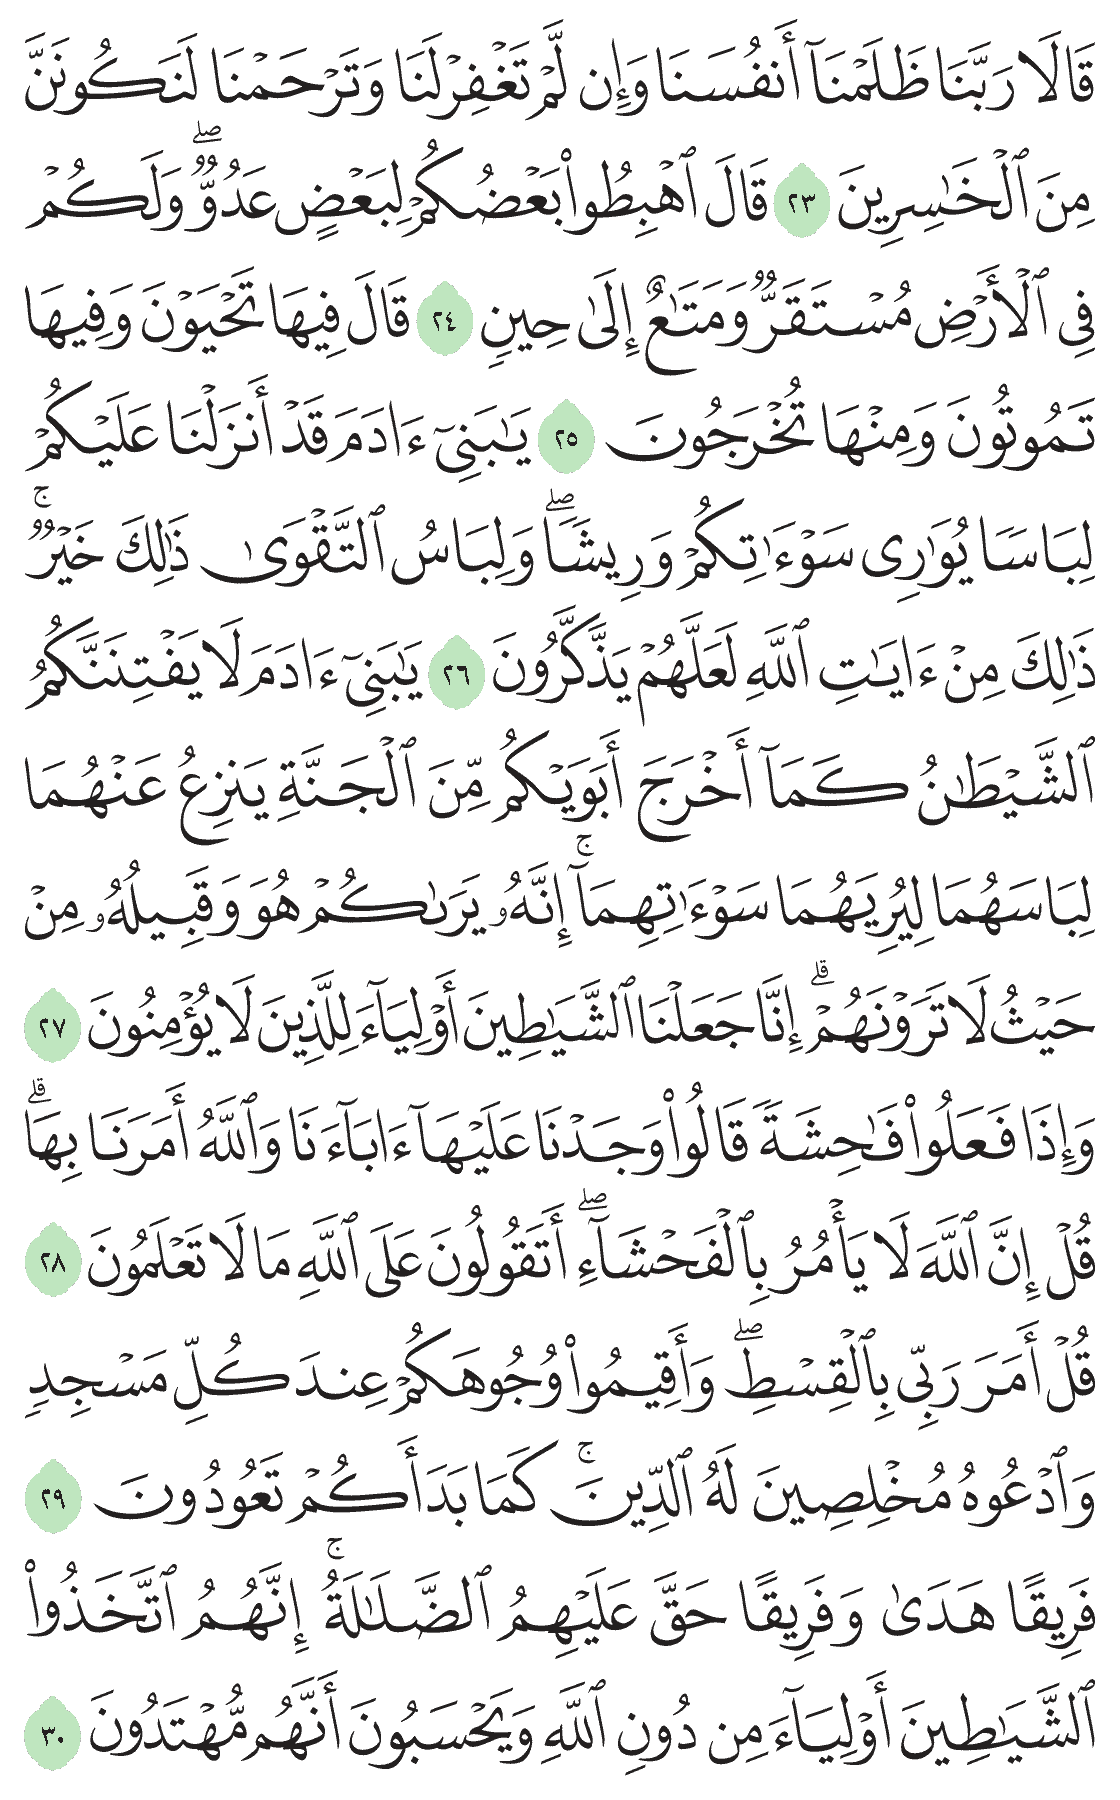 قَالَا رَبَّنَا ظَلَمْنَآ أَنفُسَنَا وَإِن لَّمْ تَغْفِرْ لَنَا وَتَرْحَمْنَا لَنَكُونَنَّ
مِنَ ٱلْخَٰسِرِينَ ٢٣ قَالَ ٱهْبِطُوا۟ بَعْضُكُمْ لِبَعْضٍ عَدُوٌّ ۖ وَلَكُمْ
فِى ٱلْأَرْضِ مُسْتَقَرٌّ وَمَتَٰعٌ إِلَىٰ حِينٍ ٢٤ قَالَ فِيهَا تَحْيَوْنَ وَفِيهَا
تَمُوتُونَ وَمِنْهَا تُخْرَجُونَ ٢٥ يَٰبَنِىٓ ءَادَمَ قَدْ أَنزَلْنَا عَلَيْكُمْ
لِبَاسًا يُوَٰرِى سَوْءَٰتِكُمْ وَرِيشًا ۖ وَلِبَاسُ ٱلتَّقْوَىٰ ذَٰلِكَ خَيْرٌ ۚ
ذَٰلِكَ مِنْ ءَايَٰتِ ٱللَّهِ لَعَلَّهُمْ يَذَّكَّرُونَ ٢٦ يَٰبَنِىٓ ءَادَمَ لَا يَفْتِنَنَّكُمُ
ٱلشَّيْطَٰنُ كَمَآ أَخْرَجَ أَبَوَيْكُم مِّنَ ٱلْجَنَّةِ يَنزِعُ عَنْهُمَا
لِبَاسَهُمَا لِيُرِيَهُمَا سَوْءَٰتِهِمَآ ۚ إِنَّهُۥ يَرَىٰكُمْ هُوَ وَقَبِيلُهُۥ مِنْ
حَيْثُ لَا تَرَوْنَهُمْ ۗ إِنَّا جَعَلْنَا ٱلشَّيَٰطِينَ أَوْلِيَآءَ لِلَّذِينَ لَا يُؤْمِنُونَ ٢٧
وَإِذَا فَعَلُوا۟ فَٰحِشَةً قَالُوا۟ وَجَدْنَا عَلَيْهَآ ءَابَآءَنَا وَٱللَّهُ أَمَرَنَا بِهَا ۗ
قُلْ إِنَّ ٱللَّهَ لَا يَأْمُرُ بِٱلْفَحْشَآءِ ۖ أَتَقُولُونَ عَلَى ٱللَّهِ مَا لَا تَعْلَمُونَ ٢٨
قُلْ أَمَرَ رَبِّى بِٱلْقِسْطِ ۖ وَأَقِيمُوا۟ وُجُوهَكُمْ عِندَ كُلِّ مَسْجِدٍ
وَٱدْعُوهُ مُخْلِصِينَ لَهُ ٱلدِّينَ ۚ كَمَا بَدَأَكُمْ تَعُودُونَ ٢٩
فَرِيقًا هَدَىٰ وَفَرِيقًا حَقَّ عَلَيْهِمُ ٱلضَّلَٰلَةُ ۚ إِنَّهُمُ ٱتَّخَذُوا۟
ٱلشَّيَٰطِينَ أَوْلِيَآءَ مِن دُونِ ٱللَّهِ وَيَحْسَبُونَ أَنَّهُم مُّهْتَدُونَ ٣٠